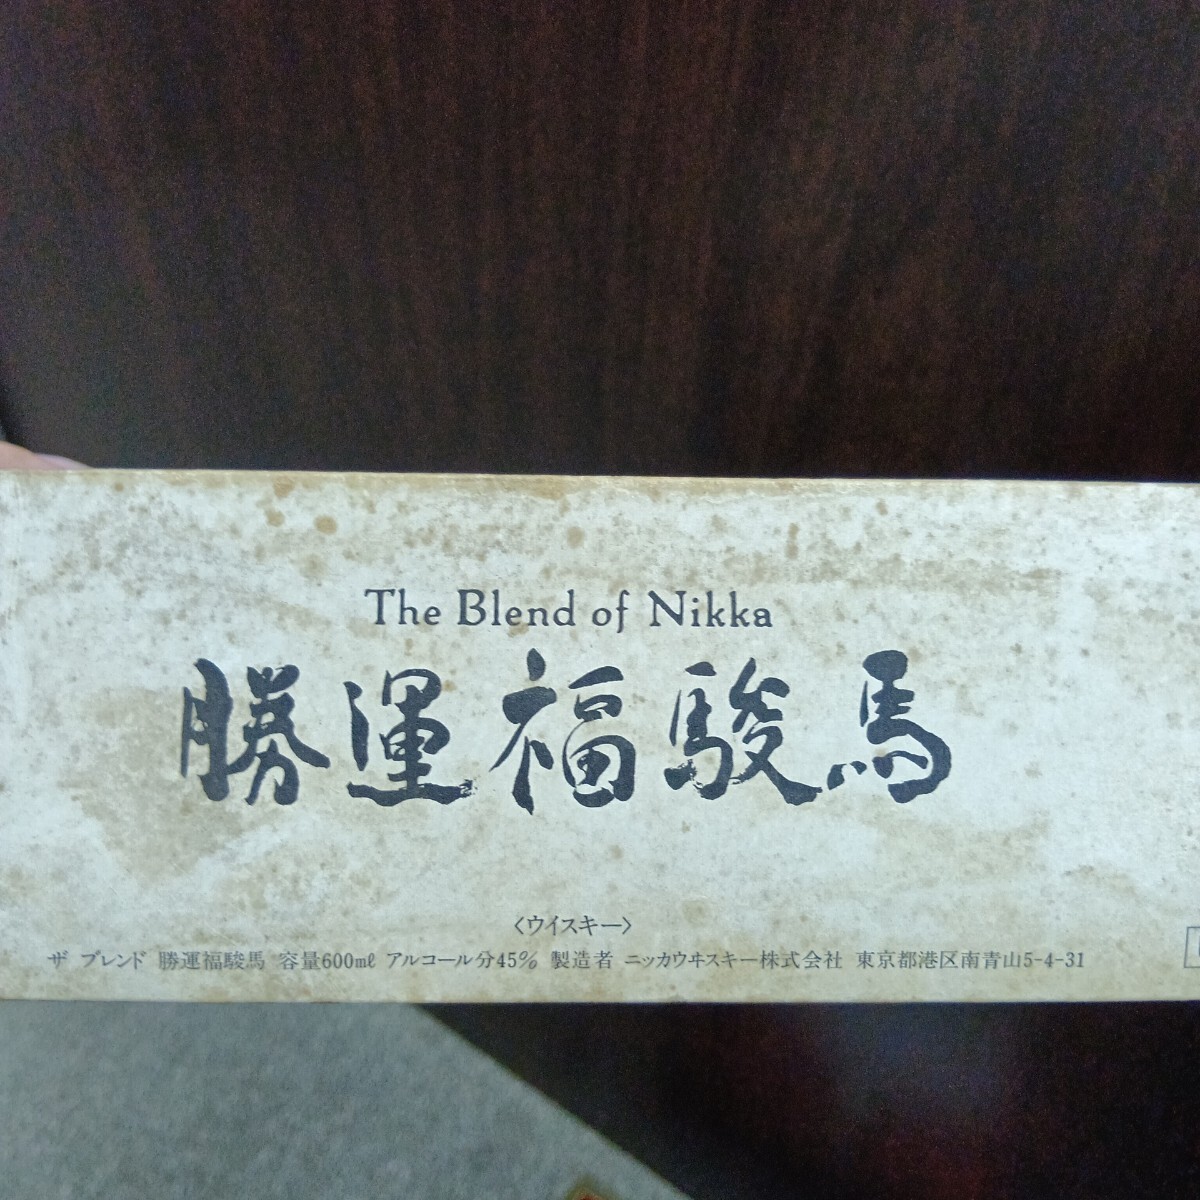 The Blend of Nikka
勝運福駿馬
〈ウイスキー〉
ザ ブレンド 勝運福駿馬 容量600㎖ アルコール分45% 製造者 ニッカウヰスキー株式会社 東京都港区南青山5-4-31